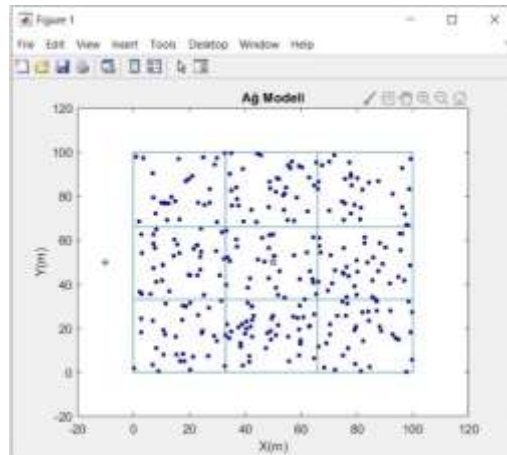 Figure 1
File Edit View Insert Tools Desktop Window Help
Ağ Modeli
120
100
80
60
40
20
0
-20
Y(m)
-20 0 20 40 60 80 100 120
X(m)